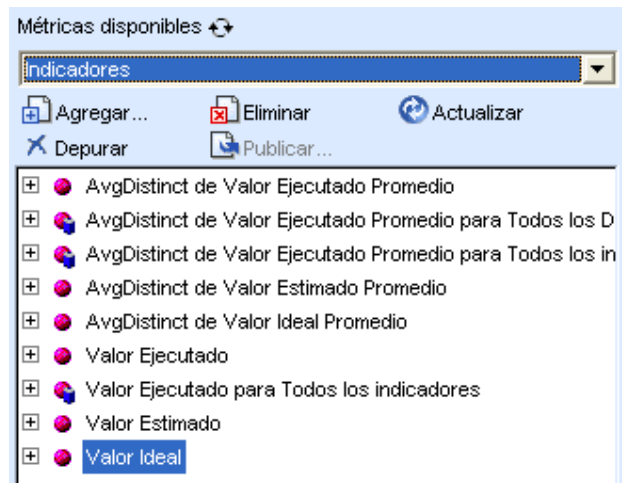 Métricas disponibles
Indicadores
Agregar... Eliminar Actualizar
Depurar Publicar...
AvgDistinct de Valor Ejecutado Promedio
AvgDistinct de Valor Ejecutado Promedio para Todos los D
AvgDistinct de Valor Ejecutado Promedio para Todos los in
AvgDistinct de Valor Estimado Promedio
AvgDistinct de Valor Ideal Promedio
Valor Ejecutado
Valor Ejecutado para Todos los indicadores
Valor Estimado
Valor Ideal